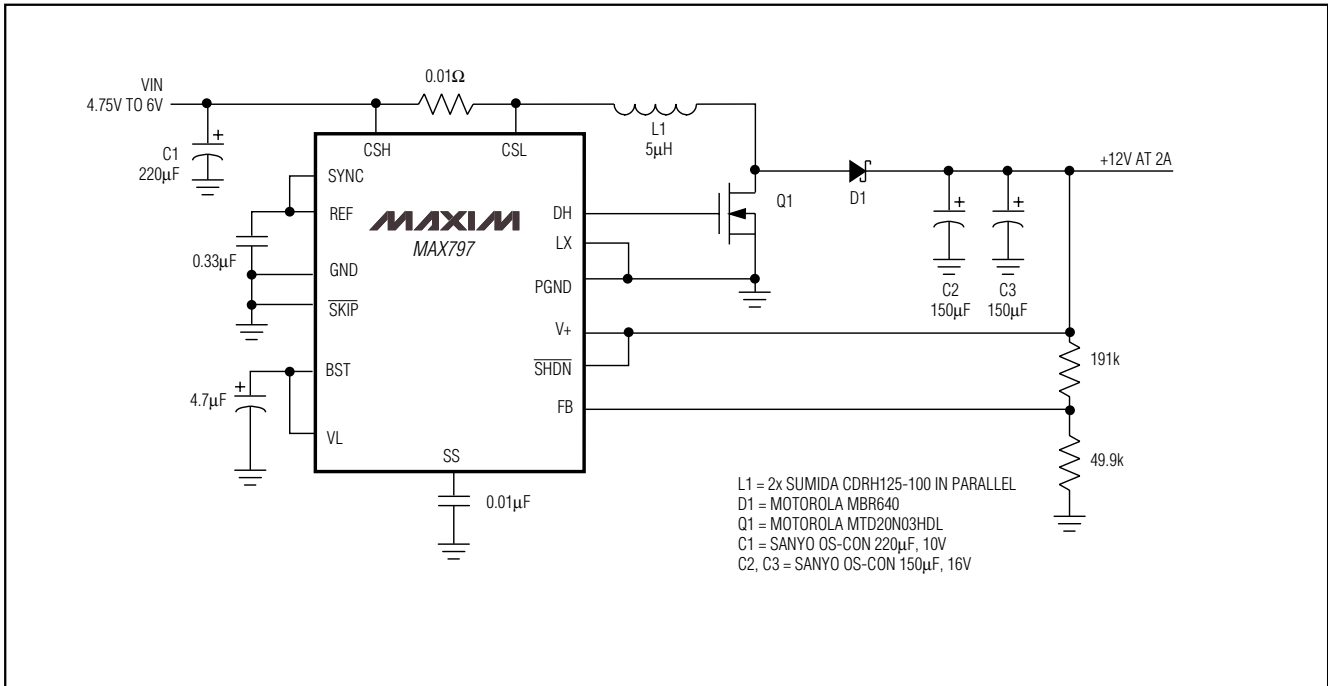 VIN
4.75V TO 6V
C1
220µF
+
0.01Ω
L1
5µH
CSH
CSL
SYNC
REF
0.33µF
GND
SKIP
BST
4.7µF
+
VL
SS
0.01µF
MAXIM
MAX797
DH
LX
PGND
V+
SHDN
FB
Q1
D1
+12V AT 2A
+
C2
150µF
+
C3
150µF
191k
49.9k
L1 = 2x SUMIDA CDRH125-100 IN PARALLEL
D1 = MOTOROLA MBR640
Q1 = MOTOROLA MTD20N03HDL
C1 = SANYO OS-CON 220µF, 10V
C2, C3 = SANYO OS-CON 150µF, 16V